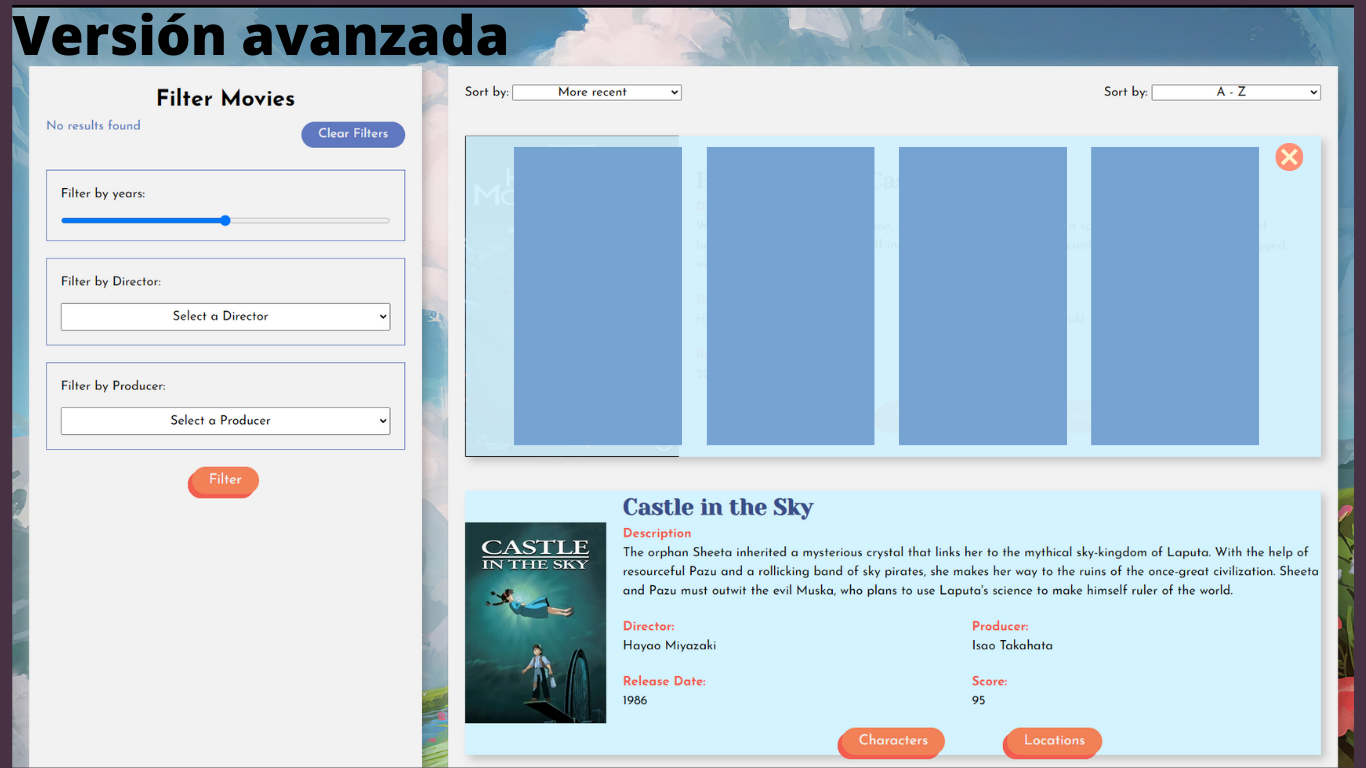 Versión avanzada
Filter Movies
No results found
Clear Filters
Filter by years:
Filter by Director:
Select a Director
Filter by Producer:
Select a Producer
Filter
Sort by: More recent
Sort by: A - Z
Castle in the Sky
Description
The orphan Sheeta inherited a mysterious crystal that links her to the mythical sky-kingdom of Laputa. With the help of
resourceful Pazu and a rollicking band of sky pirates, she makes her way to the ruins of the once-great civilization. Sheeta
and Pazu must outwit the evil Muska, who plans to use Laputa's science to make himself ruler of the world.
CASTLE
IN THE SKY
Director:
Hayao Miyazaki
Producer:
Isao Takahata
Release Date:
1986
Score:
95
Characters
Locations